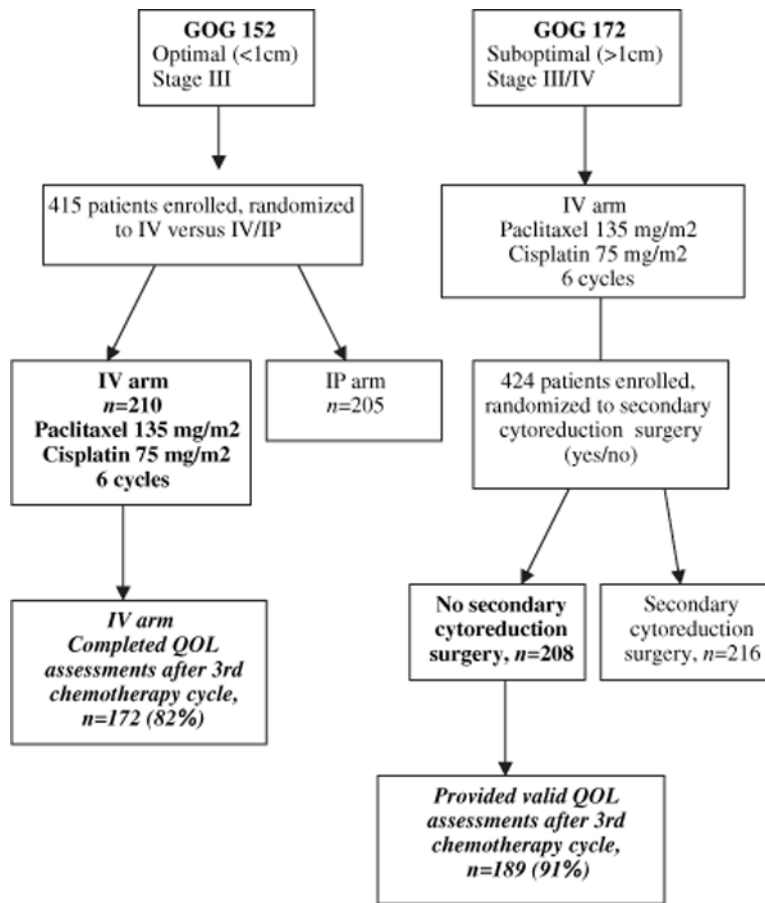 GOG 152
Optimal (<1cm)
Stage III
415 patients enrolled, randomized
to IV versus IV/IP
IV arm
n=210
Paclitaxel 135 mg/m2
Cisplatin 75 mg/m2
6 cycles
IP arm
n=205
IV arm
Completed QOL
assessments after 3rd
chemotherapy cycle,
n=172 (82%)
GOG 172
Suboptimal (>1cm)
Stage III/IV
IV arm
Paclitaxel 135 mg/m2
Cisplatin 75 mg/m2
6 cycles
424 patients enrolled,
randomized to secondary
cytoreduction surgery
(yes/no)
No secondary
cytoreduction
surgery, n=208
Secondary
cytoreduction
surgery, n=216
Provided valid QOL
assessments after 3rd
chemotherapy cycle,
n=189 (91%)